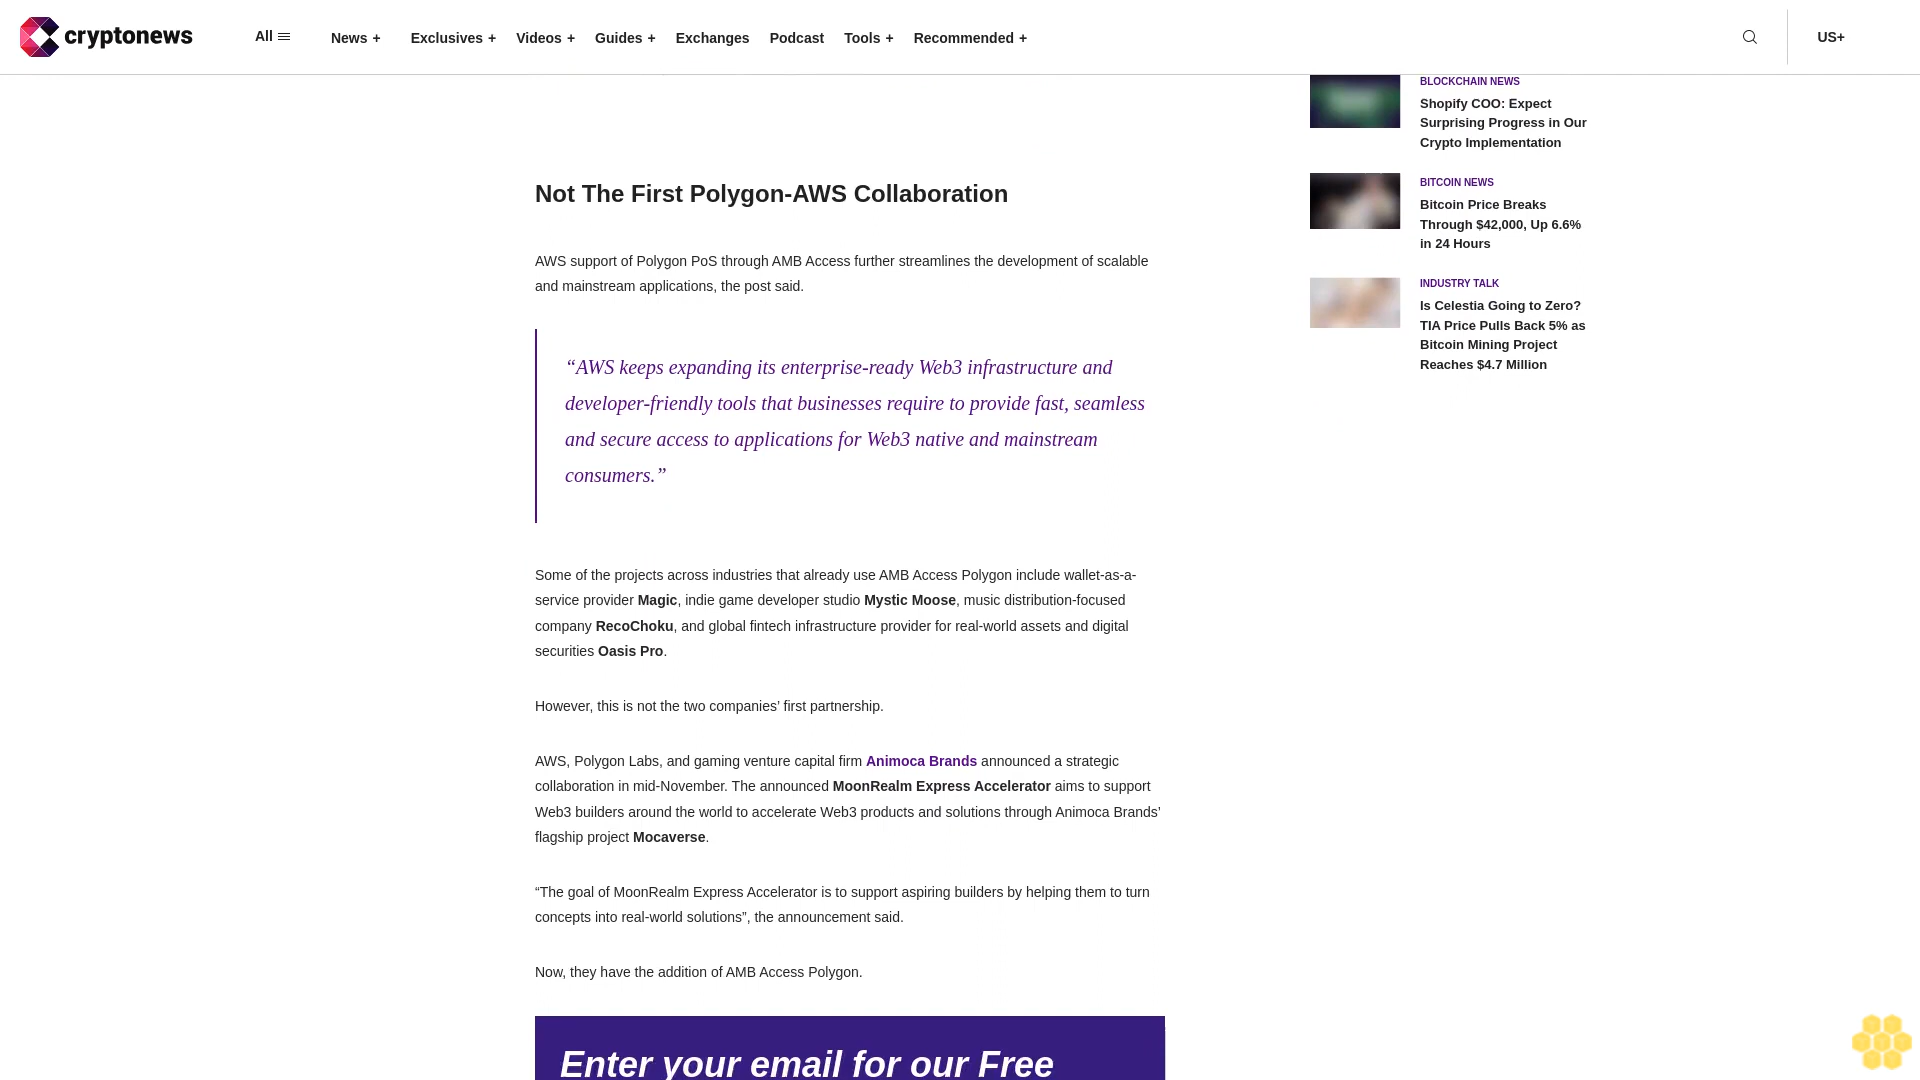 cryptonews
All
News +
Exclusives +
Videos +
Guides +
Exchanges
Podcast
Tools +
Recommended +
US+
Not The First Polygon-AWS Collaboration
AWS support of Polygon PoS through AMB Access further streamlines the development of scalable
and mainstream applications, the post said.
“AWS keeps expanding its enterprise-ready Web3 infrastructure and
developer-friendly tools that businesses require to provide fast, seamless
and secure access to applications for Web3 native and mainstream
consumers.”
Some of the projects across industries that already use AMB Access Polygon include wallet-as-a-
service provider Magic, indie game developer studio Mystic Moose, music distribution-focused
company RecoChoku, and global fintech infrastructure provider for real-world assets and digital
securities Oasis Pro.
However, this is not the two companies’ first partnership.
AWS, Polygon Labs, and gaming venture capital firm Animoca Brands announced a strategic
collaboration in mid-November. The announced MoonRealm Express Accelerator aims to support
Web3 builders around the world to accelerate Web3 products and solutions through Animoca Brands’
flagship project Mocaverse.
“The goal of MoonRealm Express Accelerator is to support aspiring builders by helping them to turn
concepts into real-world solutions”, the announcement said.
Now, they have the addition of AMB Access Polygon.
Enter your email for our Free
BLOCKCHAIN NEWS
Shopify COO: Expect
Surprising Progress in Our
Crypto Implementation
BITCOIN NEWS
Bitcoin Price Breaks
Through $42,000, Up 6.6%
in 24 Hours
INDUSTRY TALK
Is Celestia Going to Zero?
TIA Price Pulls Back 5% as
Bitcoin Mining Project
Reaches $4.7 Million